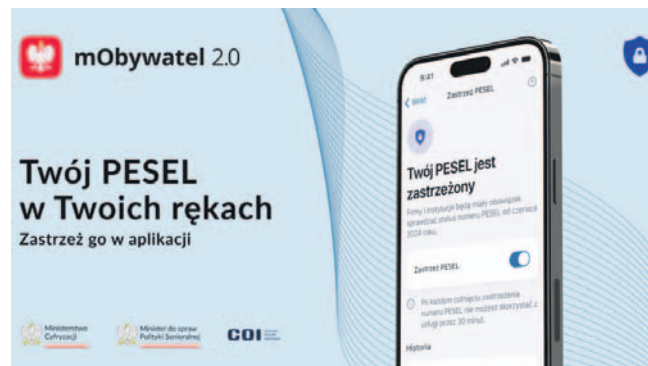 mObywatel 2.0
Twój PESEL
w Twoich rękach
Zastrzeż go w aplikacji
Ministerstwo
Cyfryzacji
Minister do spraw
Polityki Senioralnej
COI
9:41
Wróć
Zastrzeż PESEL
Twój PESEL jest
zastrzeżony
Firmy i instytucje będą miały obowiązek
sprawdzać status numeru PESEL od czerwca
2024 roku.
Zastrzeż PESEL
Po każdym cofnięciu zastrzeżenia
numeru PESEL nie możesz skorzystać z
usługi przez 30 minut.
Historia